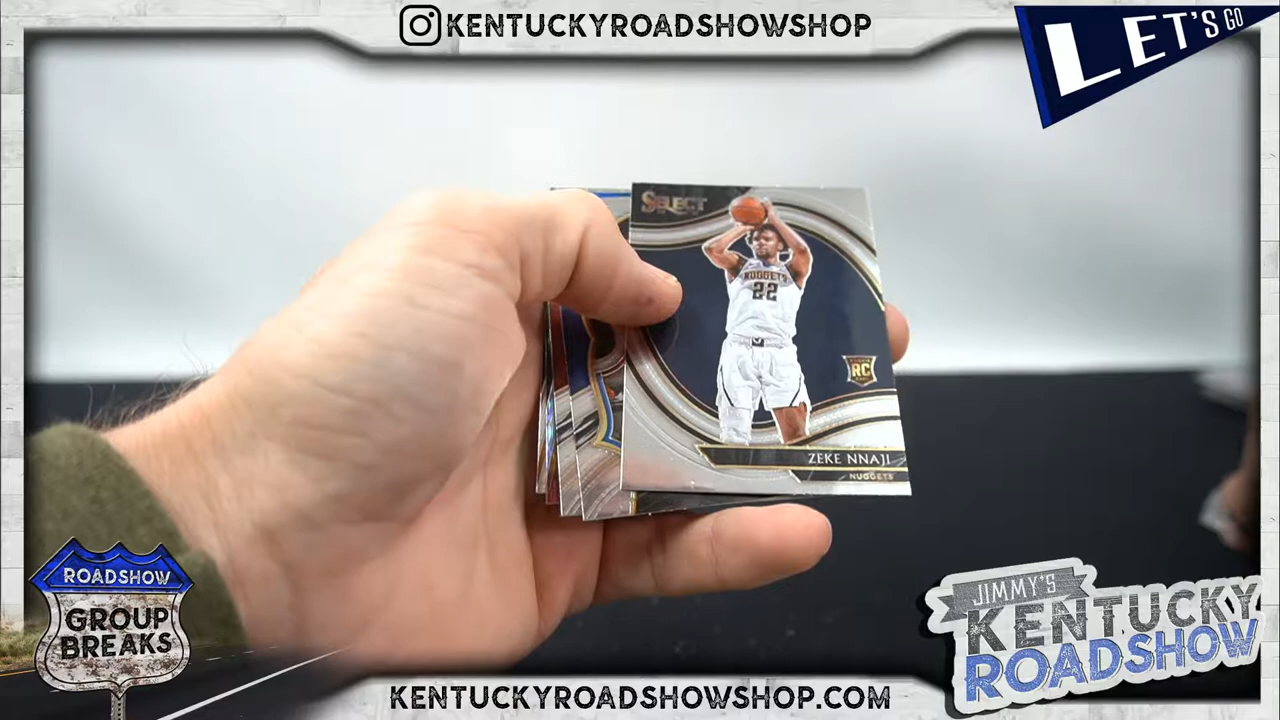 KENTUCKYROADSHOWSHOP
LET'S GO
SELECT
NUGGETS
22
RC
ZEKE NNAJI
NUGGETS
ROADSHOW
GROUP
BREAKS
JIMMY'S
KENTUCKY
ROADSHOW
KENTUCKYROADSHOWSHOP.COM